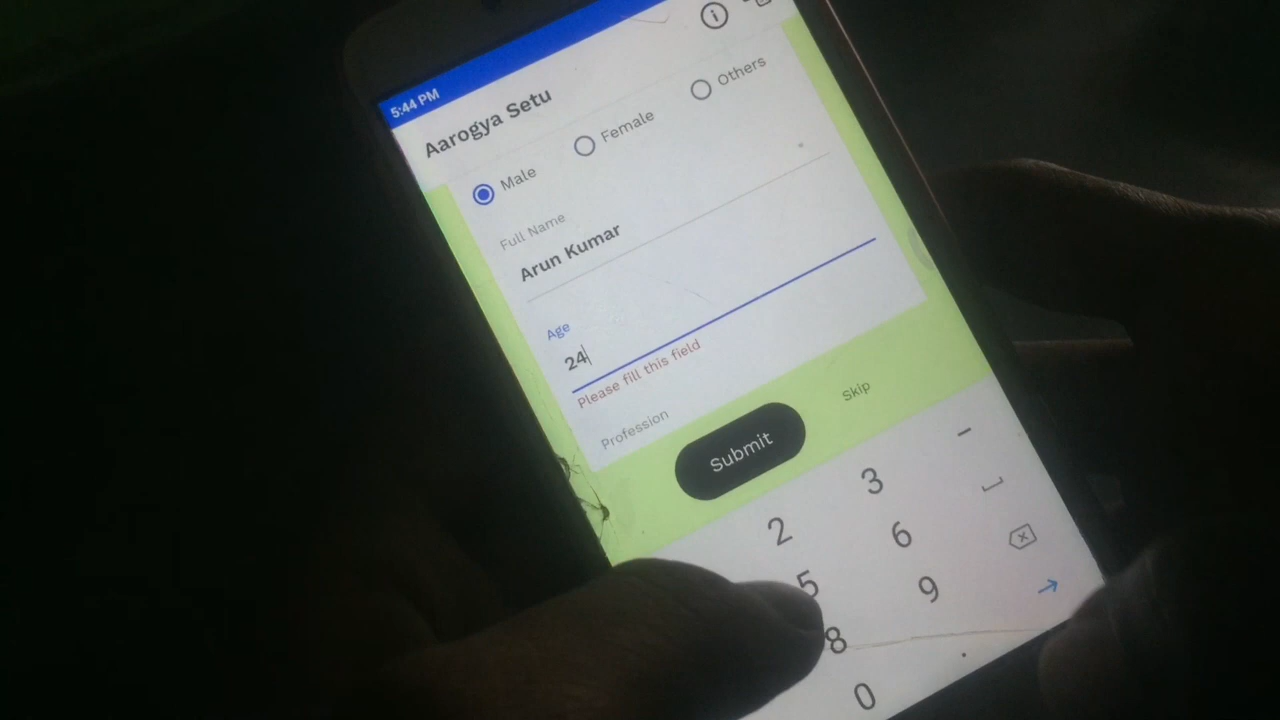 5:44 PM
Aarogya Setu
Male
Female
Others
Full Name
Arun Kumar
Age
24
Please fill this field
Profession
Submit
Skip
2 3 -
5 6
8 9
0 .